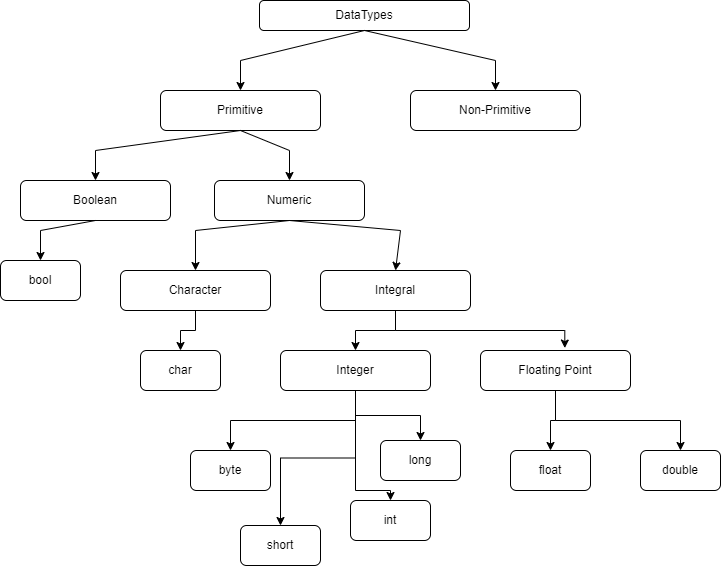 DataTypes
Primitive
Non-Primitive
Boolean
Numeric
bool
Character
Integral
char
Integer
Floating Point
byte
long
float
double
int
short